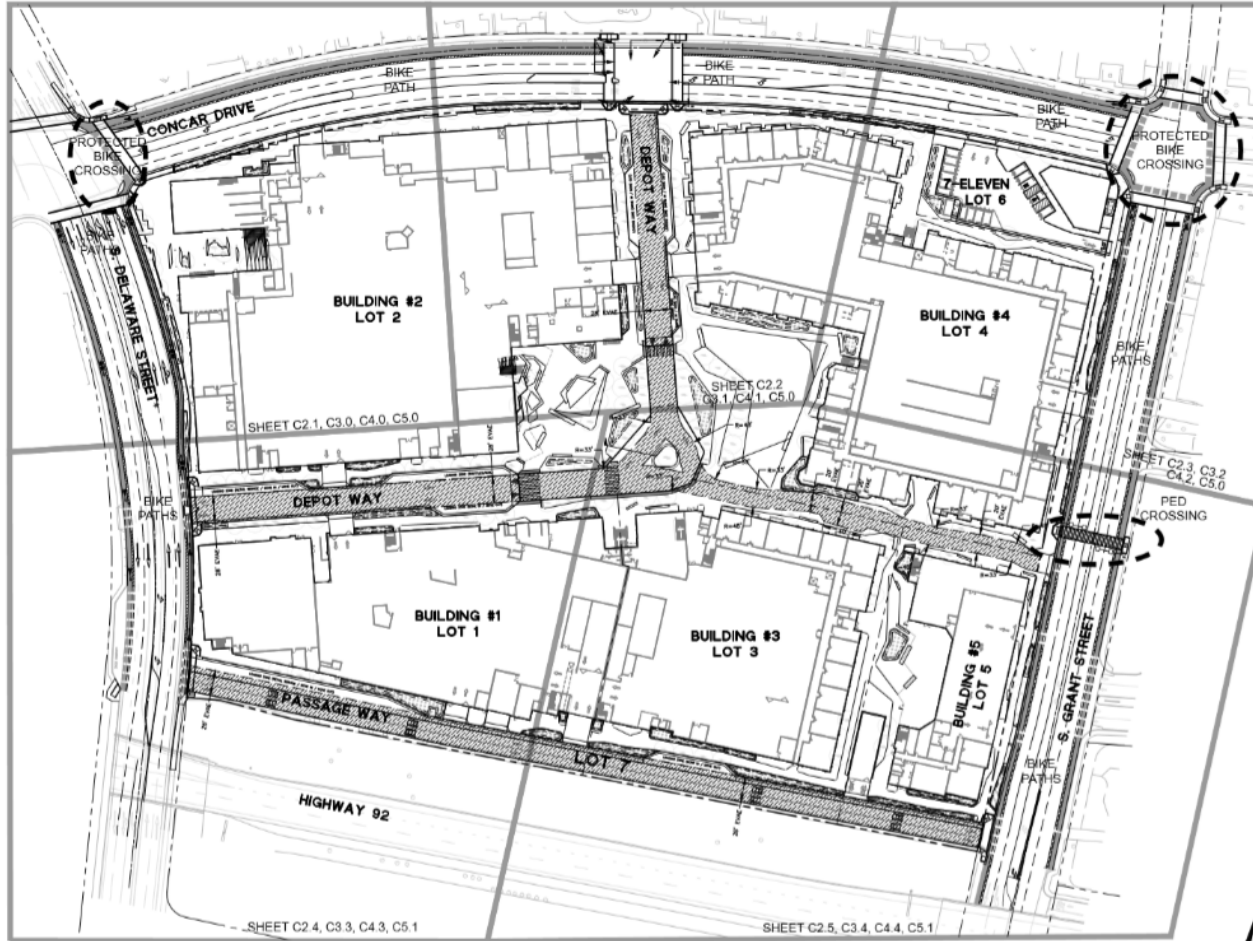 BIKE
PATH
BIKE
PATH
BIKE
PATH
CONCAR DRIVE
PROTECTED
BIKE
CROSSING
PROTECTED
BIKE
CROSSING
DEPOT WAY
7-ELEVEN
LOT 6
BIKE
PATHS
S. DELAWARE STREET
BUILDING #2
LOT 2
BUILDING #4
LOT 4
BIKE
PATHS
SHEET C2.2
C3.1, C4.1, C5.0
SHEET C2.1, C3.0, C4.0, C5.0
SHEET C2.3, C3.2
C4.2, C5.0
R=33'
DEPOT WAY
BIKE
PATHS
PED
CROSSING
BUILDING #1
LOT 1
BUILDING #3
LOT 3
BUILDING #5
LOT 5
S. GRANT STREET
PASSAGE WAY
LOT 7
BIKE
PATHS
HIGHWAY 92
SHEET C2.4, C3.3, C4.3, C5.1
SHEET C2.5, C3.4, C4.4, C5.1